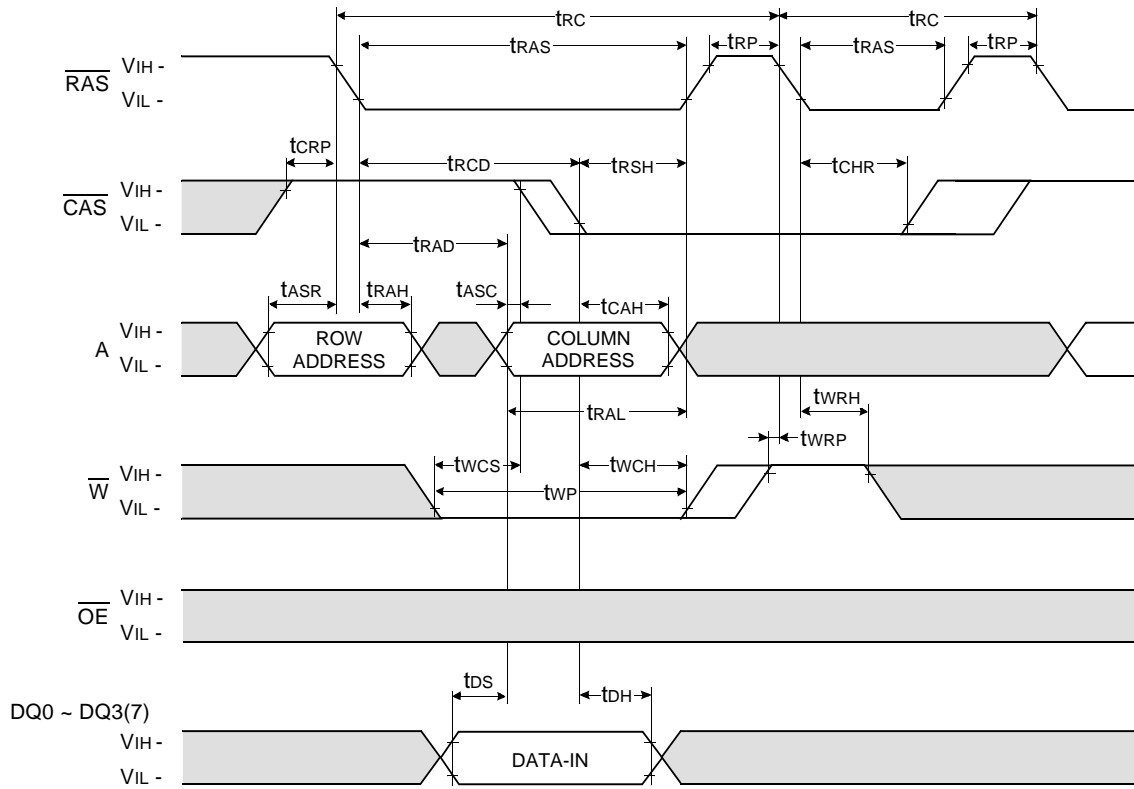 tRC tRC
tRAS tRP tRAS tRP
RAS VIH -
VIL -
tCRP tRCD tRSH tCHR
CAS VIH -
VIL -
tRAD
tASR tRAH tASC tCAH
A VIH -
VIL -
ROW
ADDRESS
COLUMN
ADDRESS
tRAL tWRH
tWRP
tWCS tWCH
W VIH -
VIL -
tWP
OE VIH -
VIL -
tDS tDH
DQ0 ~ DQ3(7)
VIH -
VIL -
DATA-IN